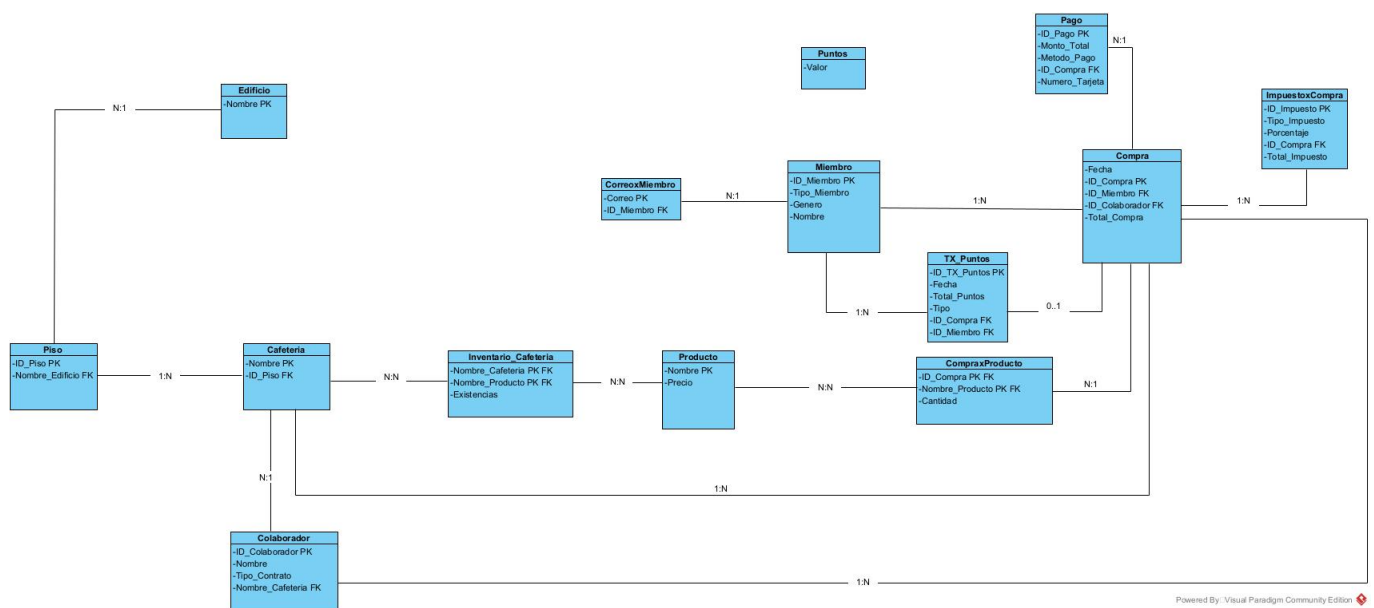 Pago
-ID_Pago PK
-Monto_Total
-Metodo_Pago
-ID_Compra FK
-Numero_Tarjeta
N:1
Puntos
-Valor
Edificio
-Nombre PK
N:1
ImpuestoxCompra
-ID_Impuesto PK
-Tipo_Impuesto
-Porcentaje
-ID_Compra FK
-Total_Impuesto
Compra
-Fecha
-ID_Compra PK
-ID_Miembro FK
-ID_Colaborador FK
-Total_Compra
Miembro
-ID_Miembro PK
-Tipo_Miembro
-Genero
-Nombre
CorreoxMiembro
-Correo PK
-ID_Miembro FK
N:1
1:N
1:N
TX_Puntos
-ID_TX_Puntos PK
-Fecha
-Total_Puntos
-Tipo
-ID_Compra FK
-ID_Miembro FK
1:N
0..1
Piso
-ID_Piso PK
-Nombre_Edificio FK
1:N
Cafeteria
-Nombre PK
-ID_Piso FK
N:N
Inventario_Cafeteria
-Nombre_Cafeteria PK FK
-Nombre_Producto PK FK
-Existencias
N:N
Producto
-Nombre PK
-Precio
N:N
CompraxProducto
-ID_Compra PK FK
-Nombre_Producto PK FK
-Cantidad
N:1
N:1
1:N
Colaborador
-ID_Colaborador PK
-Nombre
-Tipo_Contrato
-Nombre_Cafeteria FK
1:N
Powered By: Visual Paradigm Community Edition